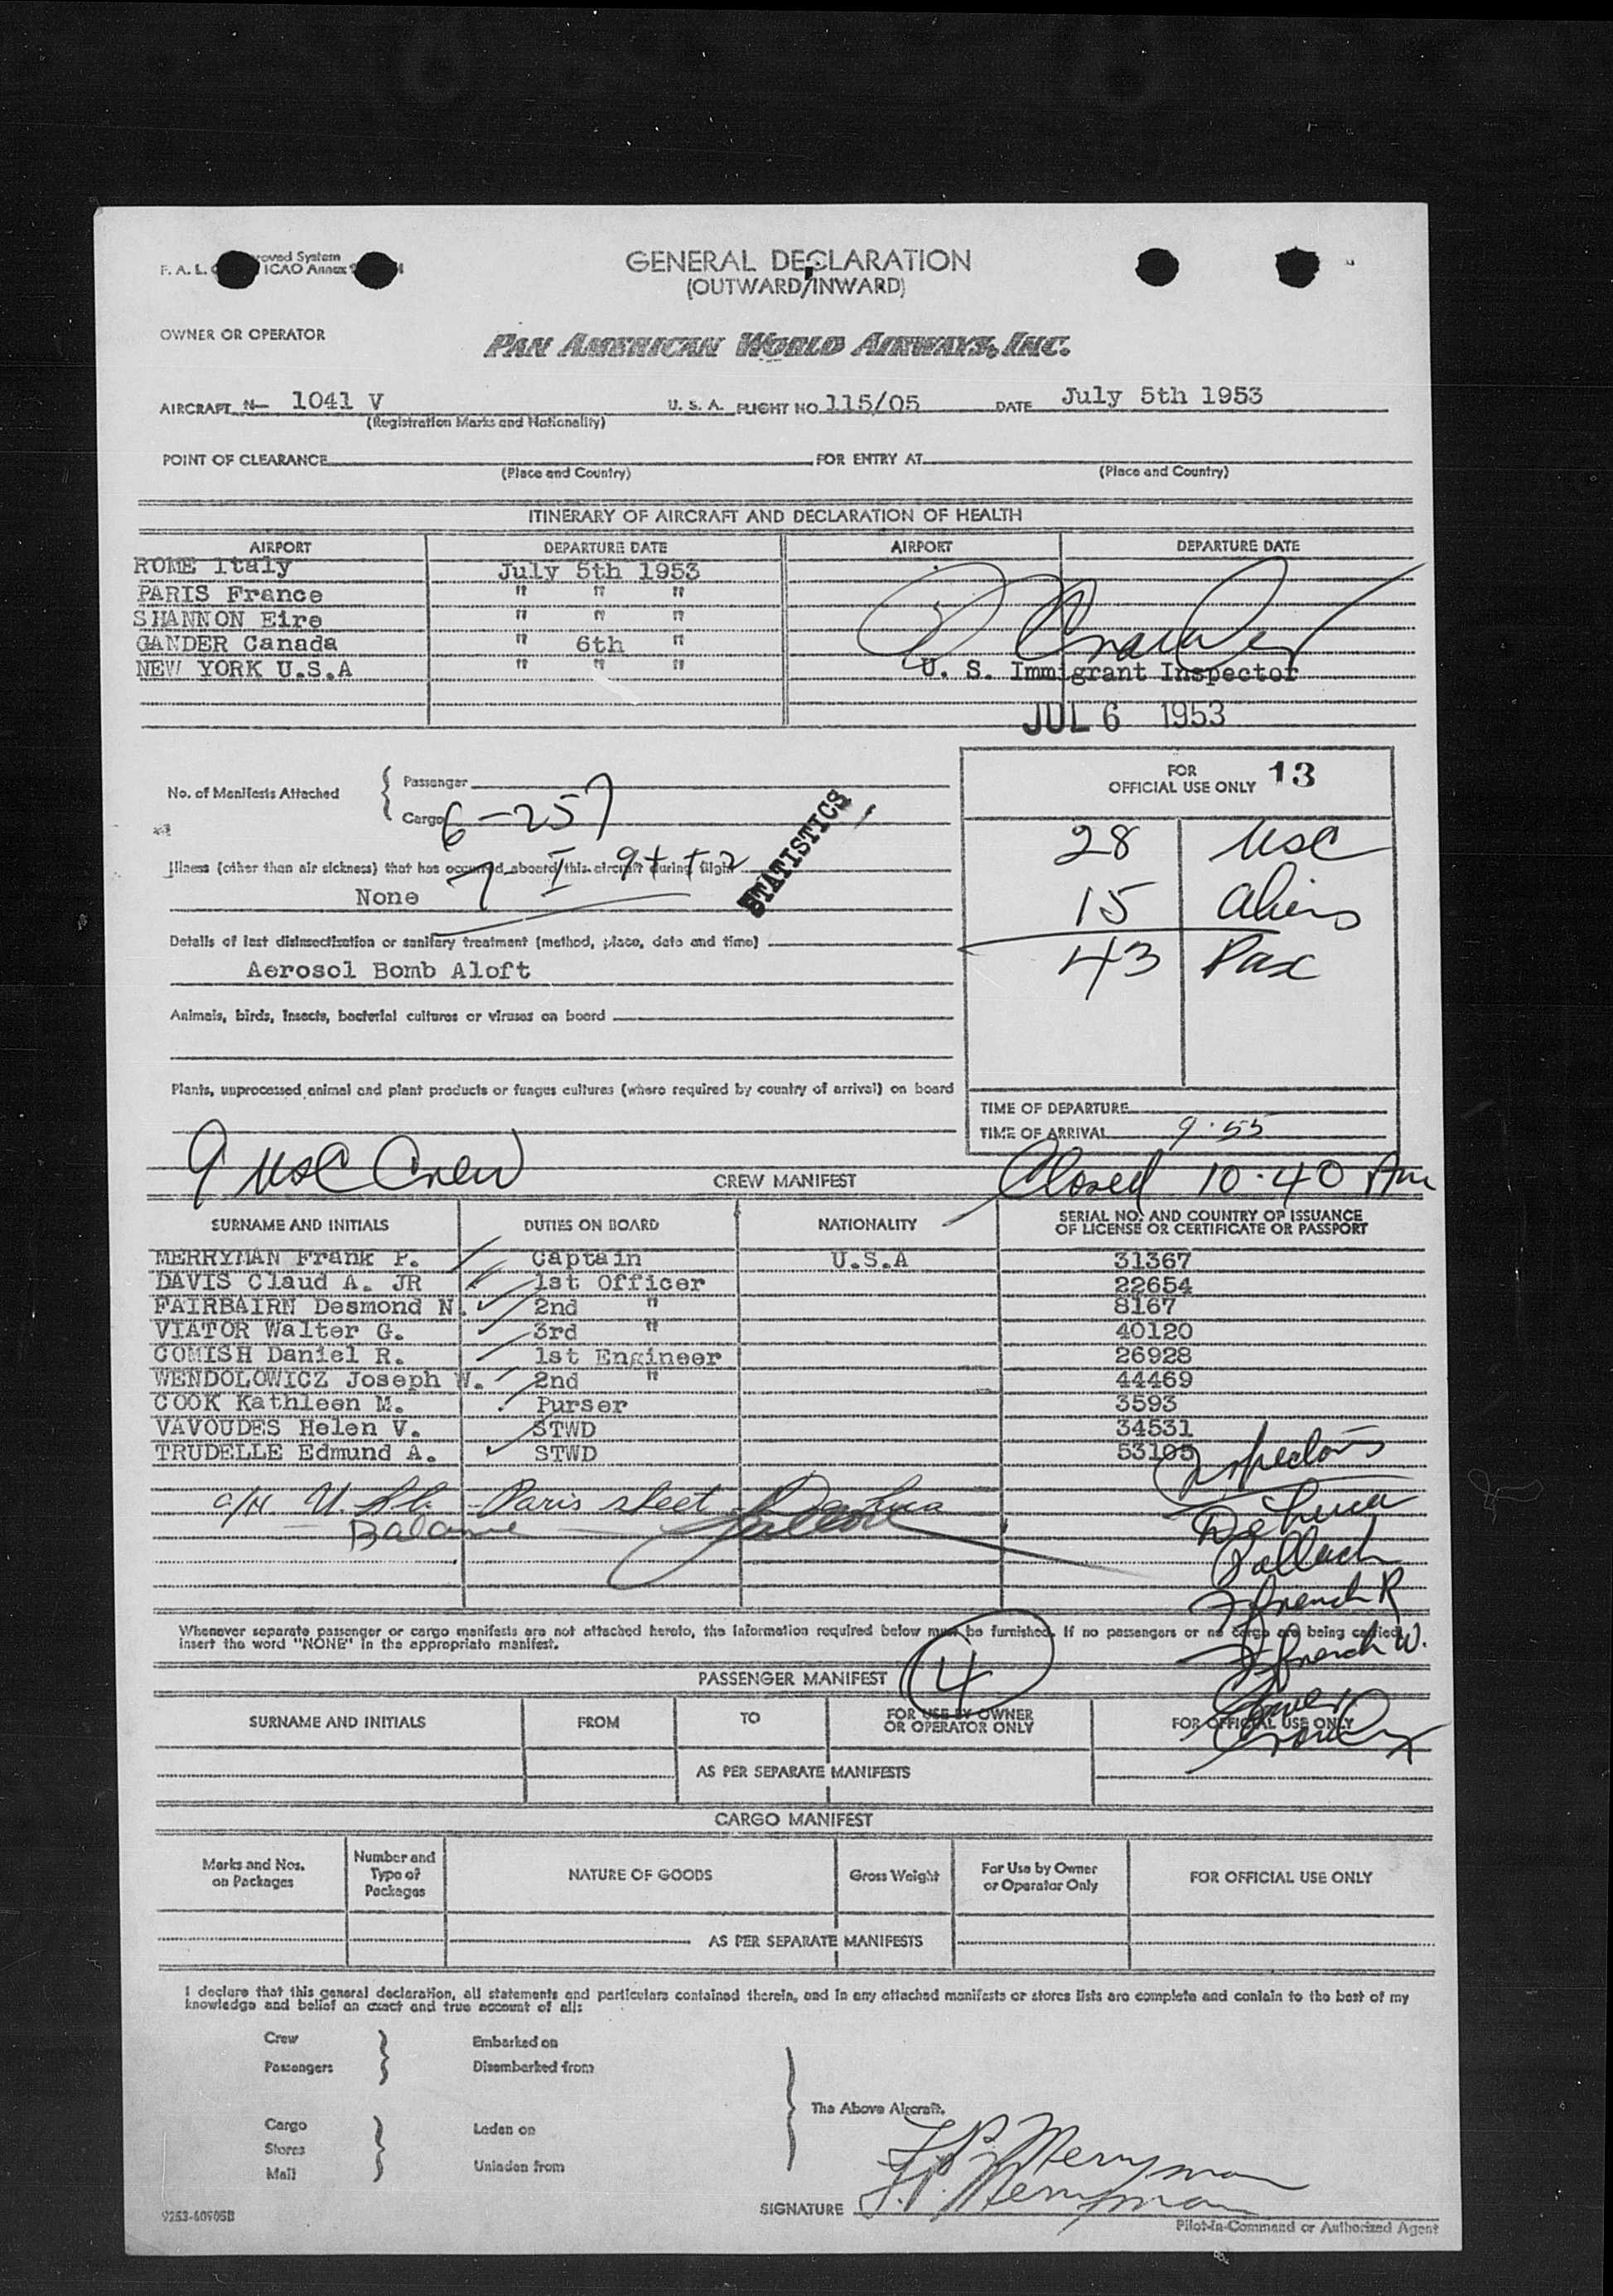 F. A. L. roved System
ICAO Annex
GENERAL DECLARATION
(OUTWARD/INWARD)
OWNER OR OPERATOR
PAN AMERICAN WORLD AIRWAYS, INC.
AIRCRAFT N- 1041 V U. S. A. FLIGHT NO. 115/05 DATE July 5th 1953
(Registration Marks and Nationality)
POINT OF CLEARANCE FOR ENTRY AT
(Place and Country) (Place and Country)
ITINERARY OF AIRCRAFT AND DECLARATION OF HEALTH
AIRPORT DEPARTURE DATE AIRPORT DEPARTURE DATE
ROME Italy July 5th 1953
PARIS France " " "
SHANNON Eire " " "
GANDER Canada " 6th "
NEW YORK U.S.A " " "
U. S. Immigrant Inspector
JUL 6 1953
No. of Manifests Attached { Passenger
Cargo 6-257
STATISTICS
FOR
OFFICIAL USE ONLY 13
28 USC
15 Aliens
43 Pax
Illness (other than air sickness) that has occurred aboard this aircraft during flight
None
Details of last disinsectization or sanitary treatment (method, place, date and time)
Aerosol Bomb Aloft
Animals, birds, insects, bacterial cultures or viruses on board
Plants, unprocessed animal and plant products or fungus cultures (where required by country of arrival) on board
TIME OF DEPARTURE
TIME OF ARRIVAL 9:55
9 USC Crew
CREW MANIFEST
Closed 10:40 Am
SURNAME AND INITIALS DUTIES ON BOARD NATIONALITY SERIAL NO. AND COUNTRY OF ISSUANCE
OF LICENSE OR CERTIFICATE OR PASSPORT
MERRYMAN Frank P. Captain U.S.A 31367
DAVIS Claud A. JR 1st Officer 22654
FAIRBAIRN Desmond N. 2nd " 8167
VIATOR Walter G. 3rd " 40120
COMISH Daniel R. 1st Engineer 26928
WENDOLOWICZ Joseph W. 2nd " 44469
COOK Kathleen M. Purser 3593
VAVOUDES Helen V. STWD 34531
TRUDELLE Edmund A. STWD 53105
Inspectors
Paris sheet - De Luca
Balance
De Luca
Pollack
French R
French W.
Whenever separate passenger or cargo manifests are not attached hereto, the information required below must be furnished. If no passengers or no cargo are being carried,
insert the word "NONE" in the appropriate manifest.
PASSENGER MANIFEST 4
SURNAME AND INITIALS FROM TO FOR USE BY OWNER
OR OPERATOR ONLY FOR OFFICIAL USE ONLY
AS PER SEPARATE MANIFESTS
CARGO MANIFEST
Marks and Nos.
on Packages Number and
Type of
Packages NATURE OF GOODS Gross Weight For Use by Owner
or Operator Only FOR OFFICIAL USE ONLY
AS PER SEPARATE MANIFESTS
I declare that this general declaration, all statements and particulars contained therein, and in any attached manifests or stores lists are complete and contain to the best of my
knowledge and belief an exact and true account of all:
Crew Embarked on
Passengers Disembarked from
The Above Aircraft.
Cargo Laden on
Stores
Mail Unladen from
F. P. Merryman
SIGNATURE F. P. Merryman
9253-60905B Pilot-in-Command or Authorized Agent